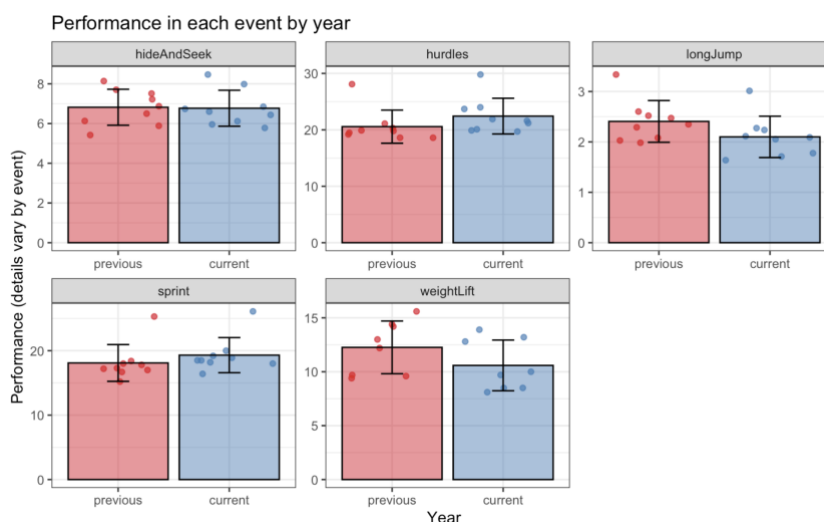 Performance in each event by year
hideAndSeek
hurdles
longJump
8
6
4
2
0
30
20
10
0
3
2
1
0
previous
current
previous
current
previous
current
sprint
weightLift
20
10
0
15
10
5
0
previous
current
previous
current
Performance (details vary by event)
Year